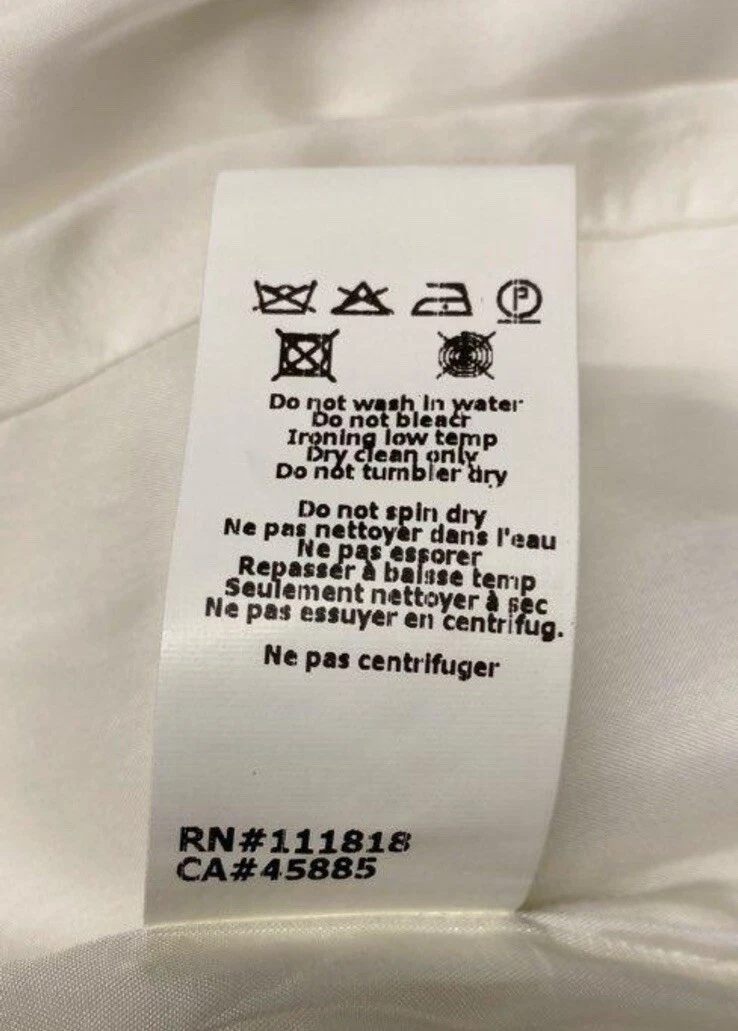 P
Do not wash in water
Do not bleacr
Ironing low temp
Dry clean only
Do not tumbler dry
Do not spin dry
Ne pas nettoyer dans l'eau
Ne pas essorer
Repasser à baisse temp
Seulement nettoyer à sec
Ne pas essuyer en centrifug.
Ne pas centrifuger
RN#111818
CA#45885